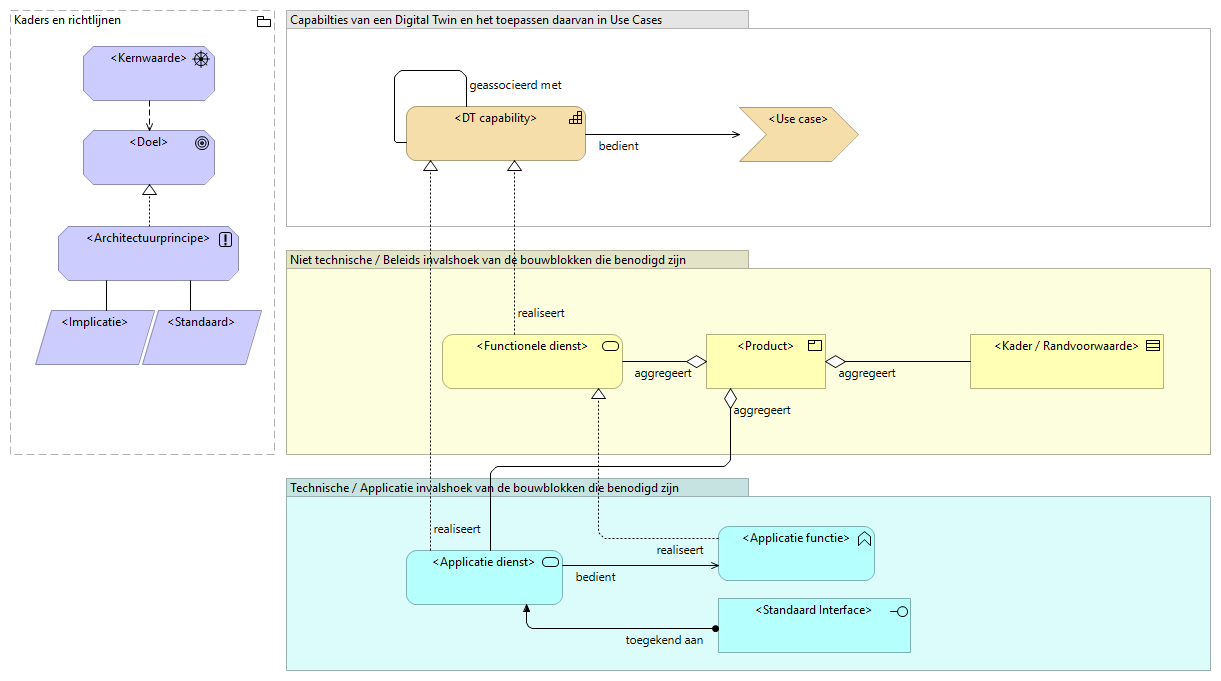 Kaders en richtlijnen
<Kernwaarde>
<Doel>
<Architectuurprincipe>
<Implicatie>
<Standaard>
Capabilties van een Digital Twin en het toepassen daarvan in Use Cases
geassocieerd met
<DT capability>
<Use case>
bedient
Niet technische / Beleids invalshoek van de bouwblokken die benodigd zijn
realiseert
<Functionele dienst>
<Product>
<Kader / Randvoorwaarde>
aggregeert
aggregeert
aggregeert
Technische / Applicatie invalshoek van de bouwblokken die benodigd zijn
realiseert
<Applicatie functie>
realiseert
<Applicatie dienst>
bedient
<Standaard Interface>
toegekend aan